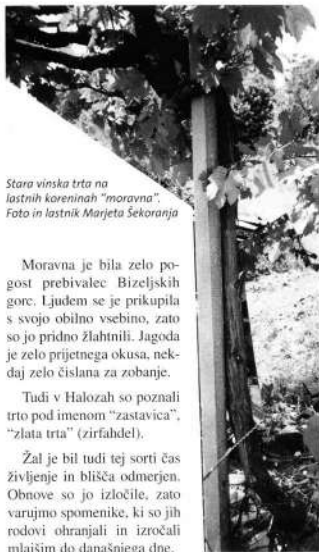 Stara vinska trta na
lastnih koreninah "moravna".
Foto in lastnik Marjeta Šekoranja
Moravna je bila zelo po-
gost prebivalec Bizeljskih
goric. Ljudem se je prikupila
s svojo obilno vsebino, zato
so jo pridno žlahtnili. Jagoda
je zelo prijetnega okusa, nek-
daj zelo čislana za zobanje.
Tudi v Halozah so poznali
trto pod imenom "zastavica",
"zlata trta" (zirfahdel).
Žal je bil tudi tej sorti čas
življenje in blišča odmerjen.
Obnove so jo izločile, zato
varujmo spomenike, ki so jih
rodovi ohranjali in izročali
mlajšim do današnjega dne.